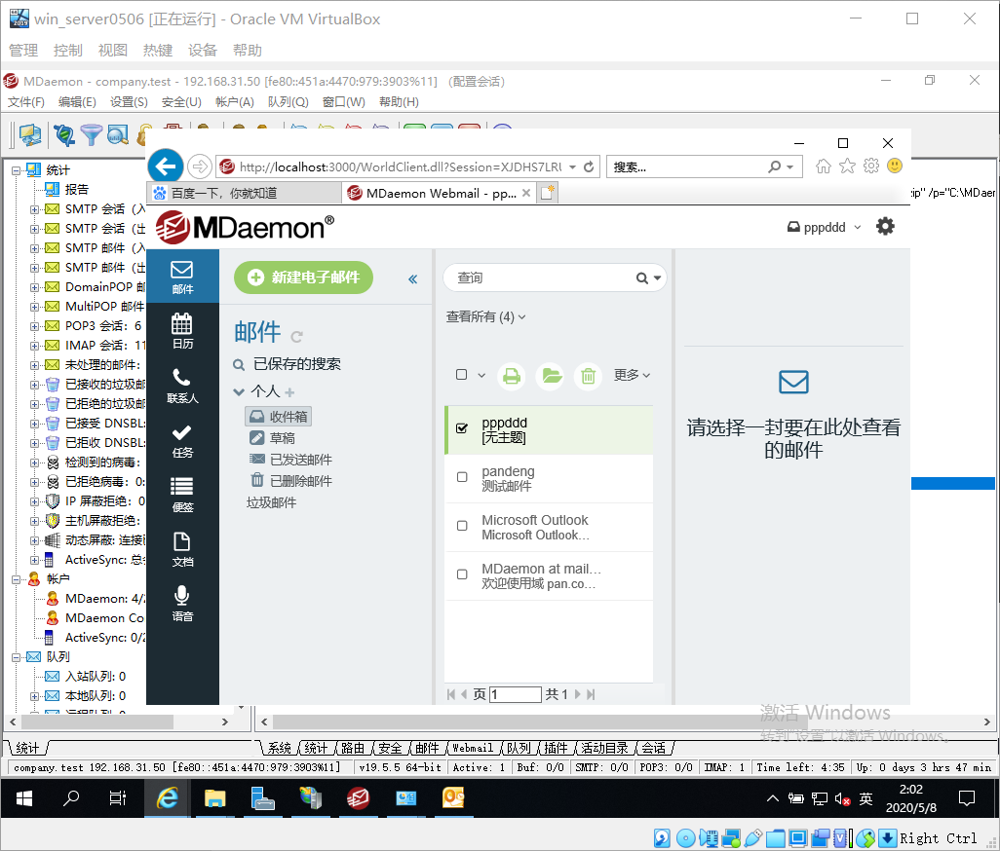 win_server0506 [正在运行] - Oracle VM VirtualBox
管理 控制 视图 热键 设备 帮助
MDaemon - company.test - 192.168.31.50 [fe80::451a:4470:979:3903%11] (配置会话)
文件(F) 编辑(E) 设置(S) 安全(U) 帐户(A) 队列(Q) 窗口(W) 帮助(H)
http://localhost:3000/WorldClient.dll?Session=XJDHS7LRU
搜索...
百度一下，你就知道
MDaemon Webmail - pp...
zip" /p="C:\MDaem
MDaemon®
pppddd
统计
报告
SMTP 会话（入
SMTP 会话（出
SMTP 邮件（入
SMTP 邮件（出
DomainPOP 邮
MultiPOP 邮件
POP3 会话：6
IMAP 会话：11
未处理的邮件：
已接收的垃圾邮
已拒绝的垃圾邮
已接受 DNSBL:
已拒收 DNSBL:
检测到的病毒：
已拒绝病毒：0:
IP 屏蔽拒绝：0
主机屏蔽拒绝：
动态屏蔽: 连接已
ActiveSync: 总会
帐户
MDaemon: 4/2
MDaemon Co
ActiveSync: 0/2
队列
入站队列: 0
本地队列: 0
远程队列: 0
邮件
日历
联系人
任务
便签
文档
语音
新建电子邮件
«
邮件
已保存的搜索
个人
收件箱
草稿
已发送邮件
已删除邮件
垃圾邮件
查询
查看所有 (4)
更多
pppddd
[无主题]
pandeng
测试邮件
Microsoft Outlook
Microsoft Outlook…
MDaemon at mail…
欢迎使用域 pan.co…
页 1 共 1
请选择一封要在此处查看
的邮件
激活 Windows
转到"设置"以激活 Windows。
统计
系统 统计 路由 安全 邮件 Webmail 队列 插件 活动目录 会话
company.test 192.168.31.50 [fe80::451a:4470:979:3903%11] v19.5.5 64-bit Active: 1 Buf: 0/0 SMTP: 0/0 POP3: 0/0 IMAP: 1 Time left: 4:35 Up: 0 days 3 hrs 47 min
英
2:02
2020/5/8
Right Ctrl